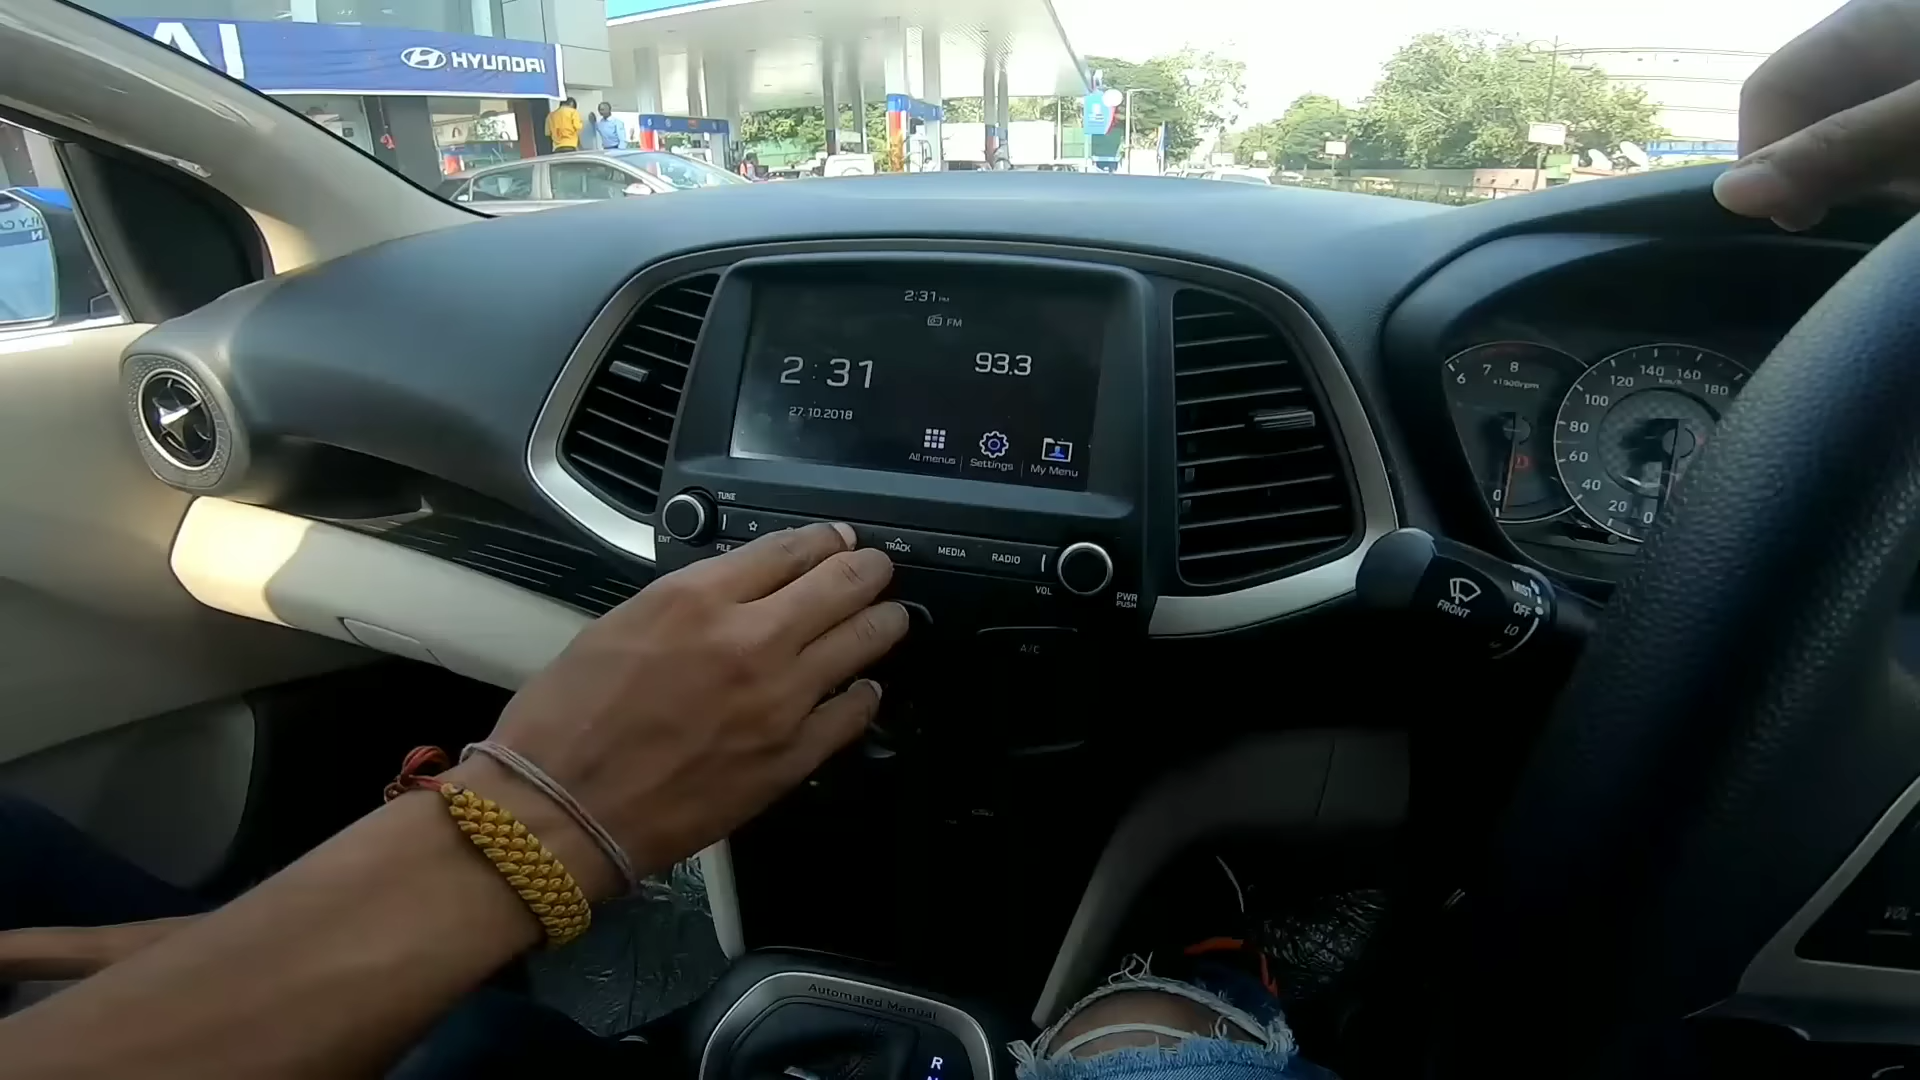 AI
HYUNDAI
2:31 PM
FM
2:31
93.3
27.10.2018
All menus
Settings
My Menu
TUNE
ENT
FILE
TRACK
MEDIA
RADIO
VOL
PWR
PUSH
A/C
6 7 8
x1000rpm
0
0 20 40 60 80 100 120 140 160 180
km/h
FRONT
MIST
OFF
LO
Automated Manual
R
N